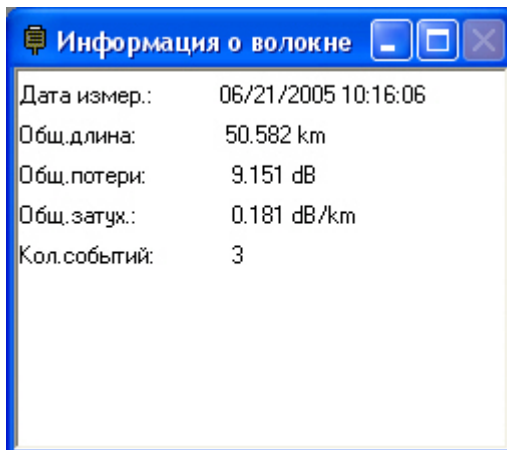 Информация о волокне
Дата измер.: 06/21/2005 10:16:06
Общ.длина: 50.582 km
Общ.потери: 9.151 dB
Общ.затух.: 0.181 dB/km
Кол.событий: 3